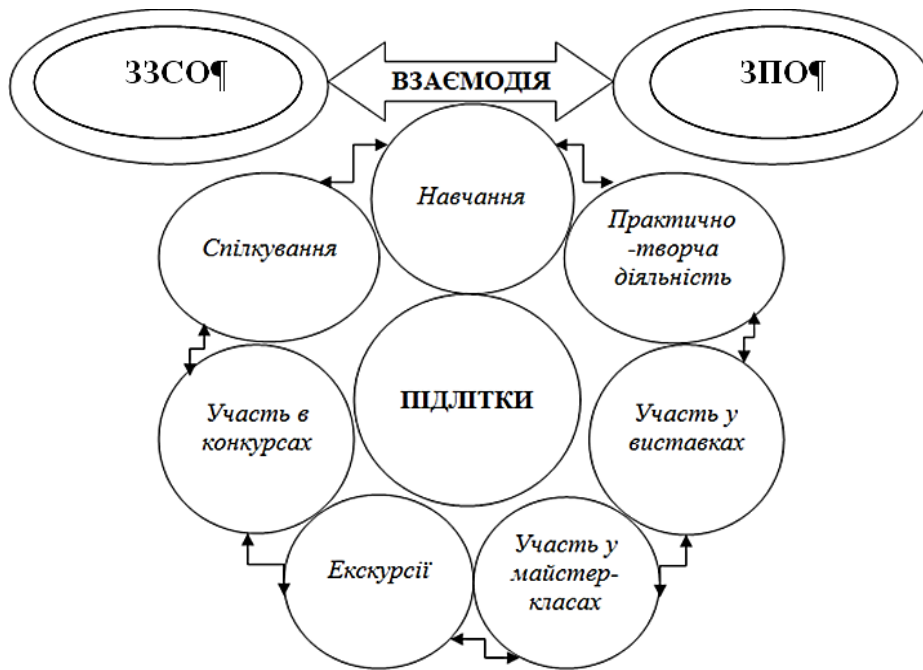 ЗЗСО¶
ВЗАЄМОДІЯ
ЗПО¶
Навчання
Спілкування
Практично
-творча
діяльність
ПІДЛІТКИ
Участь в
конкурсах
Участь у
виставках
Екскурсії
Участь у
майстер-
класах